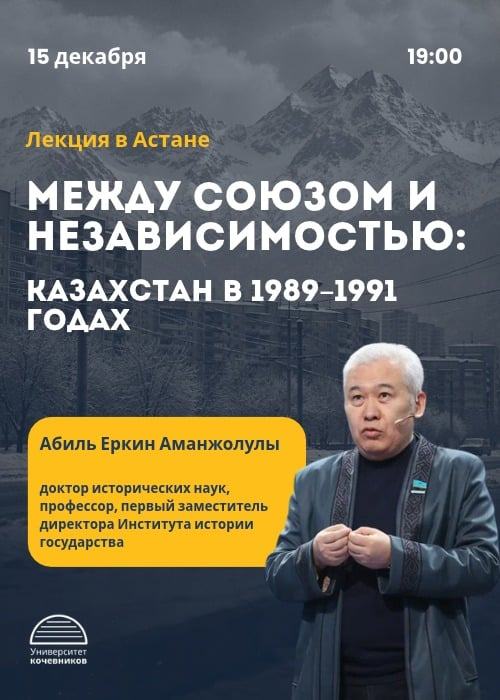 15 декабря
19:00
Лекция в Астане
МЕЖДУ СОЮЗОМ И
НЕЗАВИСИМОСТЬЮ:
КАЗАХСТАН В 1989–1991
ГОДАХ
Абиль Еркин Аманжолулы
доктор исторических наук,
профессор, первый заместитель
директора Института истории
государства
Университет
кочевников